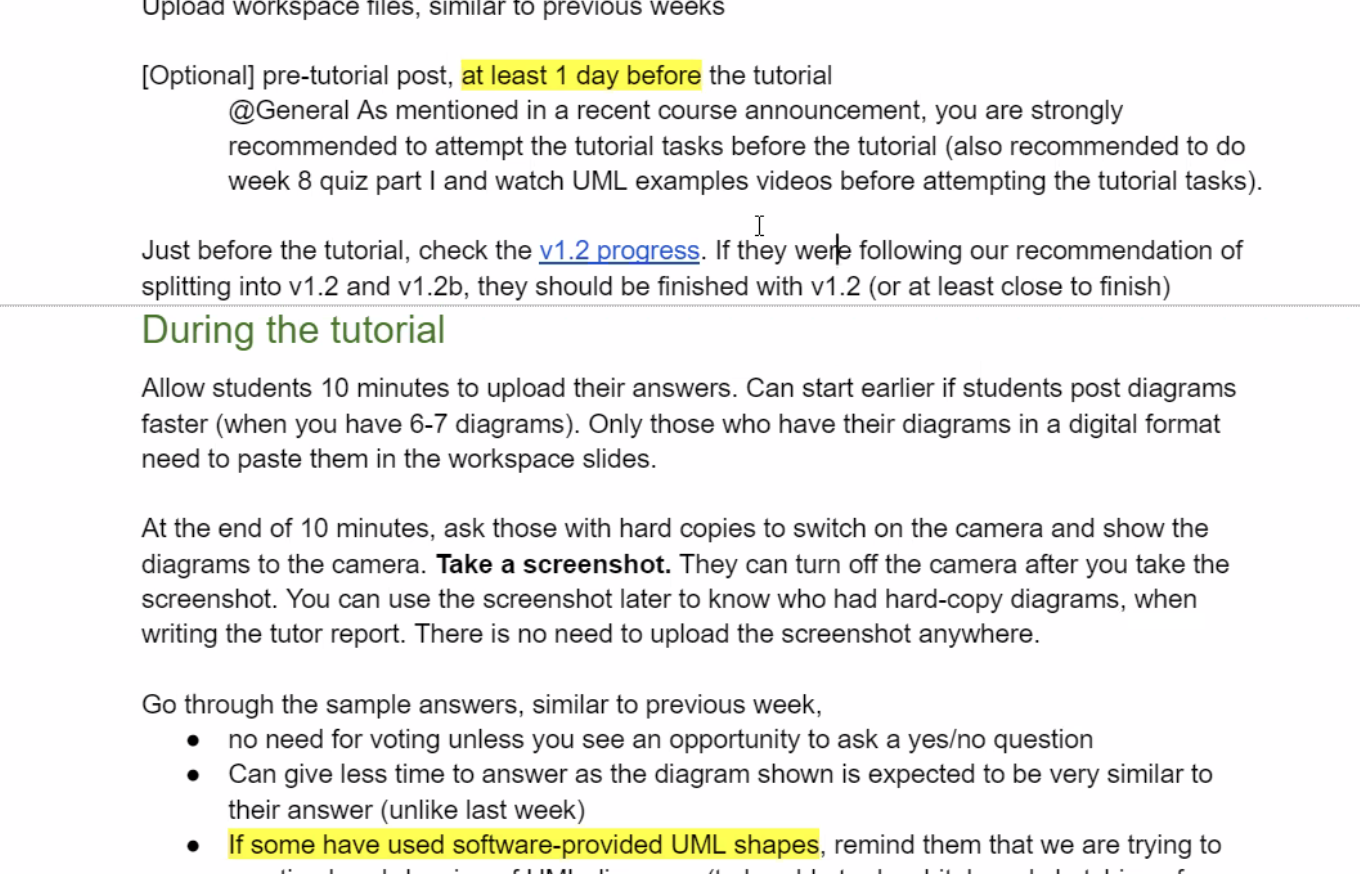 Upload workspace files, similar to previous weeks
[Optional] pre-tutorial post, at least 1 day before the tutorial
@General As mentioned in a recent course announcement, you are strongly
recommended to attempt the tutorial tasks before the tutorial (also recommended to do
week 8 quiz part I and watch UML examples videos before attempting the tutorial tasks).
Just before the tutorial, check the v1.2 progress. If they were following our recommendation of
splitting into v1.2 and v1.2b, they should be finished with v1.2 (or at least close to finish)
During the tutorial
Allow students 10 minutes to upload their answers. Can start earlier if students post diagrams
faster (when you have 6-7 diagrams). Only those who have their diagrams in a digital format
need to paste them in the workspace slides.
At the end of 10 minutes, ask those with hard copies to switch on the camera and show the
diagrams to the camera. Take a screenshot. They can turn off the camera after you take the
screenshot. You can use the screenshot later to know who had hard-copy diagrams, when
writing the tutor report. There is no need to upload the screenshot anywhere.
Go through the sample answers, similar to previous week,
● no need for voting unless you see an opportunity to ask a yes/no question
● Can give less time to answer as the diagram shown is expected to be very similar to
their answer (unlike last week)
● If some have used software-provided UML shapes, remind them that we are trying to